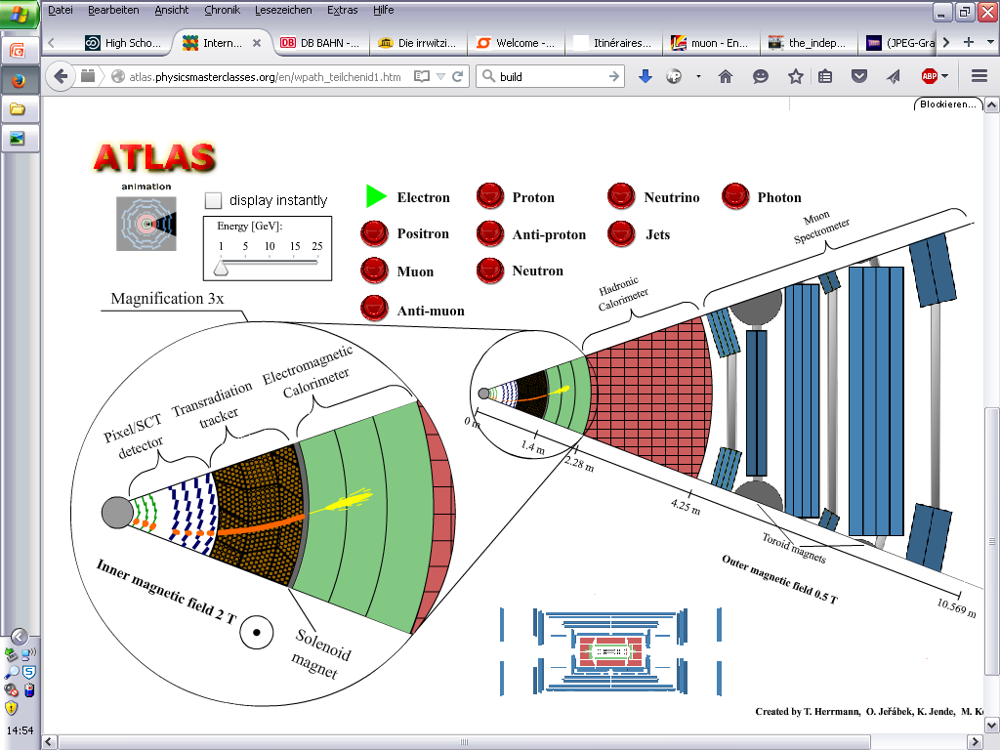 Datei Bearbeiten Ansicht Chronik Lesezeichen Extras Hilfe
High Scho... Intern... DB DB BAHN -... Die irrwitzi... Welcome -... Itinéraires... muon - En... the_indep... (JPEG-Gra
atlas.physicsmasterclasses.org/en/wpath_teilchenid1.htm build ABP
Blockieren...
ATLAS
animation
display instantly
Energy [GeV]:
1 5 10 15 25
Electron Proton Neutrino Photon
Positron Anti-proton Jets
Muon Neutron
Anti-muon
Magnification 3x
Muon
Spectrometer
Hadronic
Calorimeter
Electromagnetic
Calorimeter
Transradiation
tracker
Pixel/SCT
detector
0 m
1.4 m
2.28 m
4.25 m
10.569 m
Toroid magnets
Outer magnetic field 0.5 T
Inner magnetic field 2 T
Solenoid
magnet
Created by T. Herrmann, O. Jeřábek, K. Jende, M.
14:54